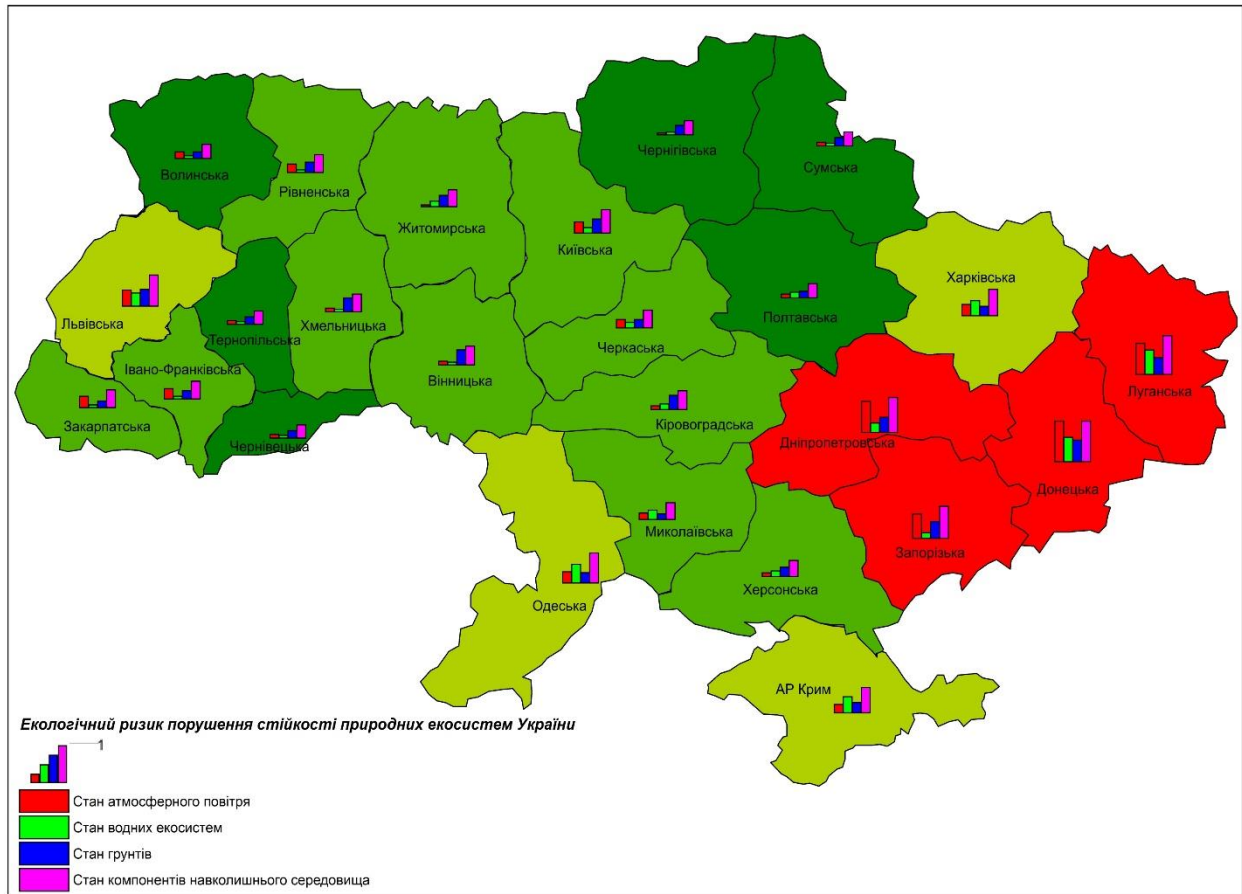 Чернігівська
Сумська
Волинська
Рівненська
Житомирська
Київська
Харківська
Львівська
Тернопільська
Хмельницька
Полтавська
Черкаська
Вінницька
Івано-Франківська
Луганська
Закарпатська
Чернівецька
Кіровоградська
Дніпропетровська
Донецька
Миколаївська
Запорізька
Херсонська
Одеська
АР Крим
Екологічний ризик порушення стійкості природних екосистем України
1
Стан атмосферного повітря
Стан водних екосистем
Стан грунтів
Стан компонентів навколишнього середовища